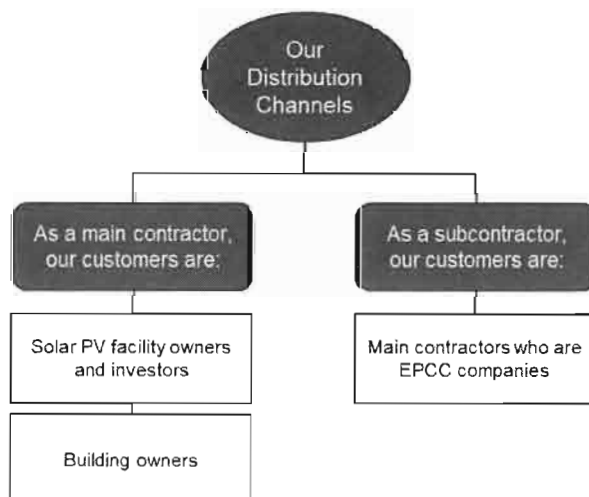 Our
Distribution
Channels
As a main contractor,
our customers are:
As a subcontractor,
our customers are:
Solar PV facility owners
and investors
Main contractors who are
EPCC companies
Building owners